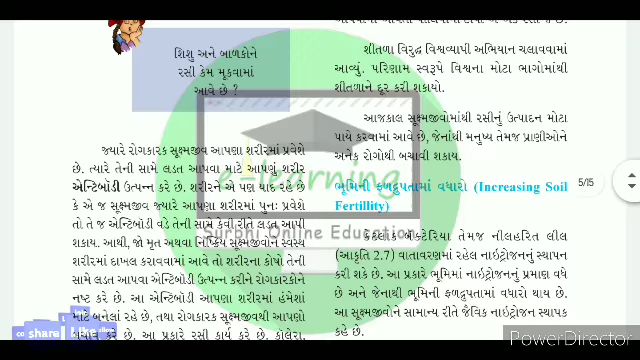 શિશુ અને બાળકોને
રસી કેમ મૂકવામાં
આવે છે ?
જ્યારે રોગકારક સૂક્ષ્મજીવ આપણા શરીરમાં પ્રવેશે
છે. ત્યારે તેની સામે લડત આપવા માટે આપણું શરીર
એન્ટિબૉડી ઉત્પન્ન કરે છે. શરીરને એ પણ યાદ રહે છે
કે એ જ સૂક્ષ્મજીવ જ્યારે આપણા શરીરમાં પુનઃ પ્રવેશે
તો તે જ એન્ટિબૉડી વડે તેની સામે કેવી રીતે લડત આપી
શકાય. આથી, જો મૃત અથવા નિષ્ક્રિય સૂક્ષ્મજીવોને સ્વસ્થ
શરીરમાં દાખલ કરાવવામાં આવે તો શરીરના કોષો તેની
સામે લડત આપવા એન્ટિબૉડી ઉત્પન્ન કરીને રોગકારકોને
નષ્ટ કરે છે. આ એન્ટિબૉડી આપણા શરીરમાં હંમેશાં
માટે બનેલાં રહે છે, તથા રોગકારક સૂક્ષ્મજીવથી આપણો
બચાવ કરે છે. આ પ્રકારે રસી કાર્ય કરે છે. કૉલેરા,
શીતળા વિરુદ્ધ વિશ્વવ્યાપી અભિયાન ચલાવવામાં
આવ્યું. પરિણામ સ્વરૂપે વિશ્વના મોટા ભાગોમાંથી
શીતળાને દૂર કરી શકાયો.
આજકાલ સૂક્ષ્મજીવોમાંથી રસીનું ઉત્પાદન મોટા
પાયે કરવામાં આવે છે, જેનાંથી મનુષ્ય તેમજ પ્રાણીઓને
અનેક રોગોથી બચાવી શકાય.
ભૂમિની ફળદ્રુપતામાં વધારો (Increasing Soil
Fertillity)
કેટલાક બૅક્ટેરિયા તેમજ નીલહરિત લીલ
(આકૃતિ 2.7) વાતાવરણમાં રહેલ નાઇટ્રોજનનું સ્થાપન
કરી શકે છે. આ પ્રકારે ભૂમિમાં નાઇટ્રોજનનું પ્રમાણ વધે
છે અને જેનાથી ભૂમિની ફળદ્રુપતામાં વધારો થાય છે.
આ સૂક્ષ્મજીવોને સામાન્ય રીતે જૈવિક નાઇટ્રોજન સ્થાપક
કહે છે.
5/15
e-learning
Surbhi Online Education
share
like
PowerDirector